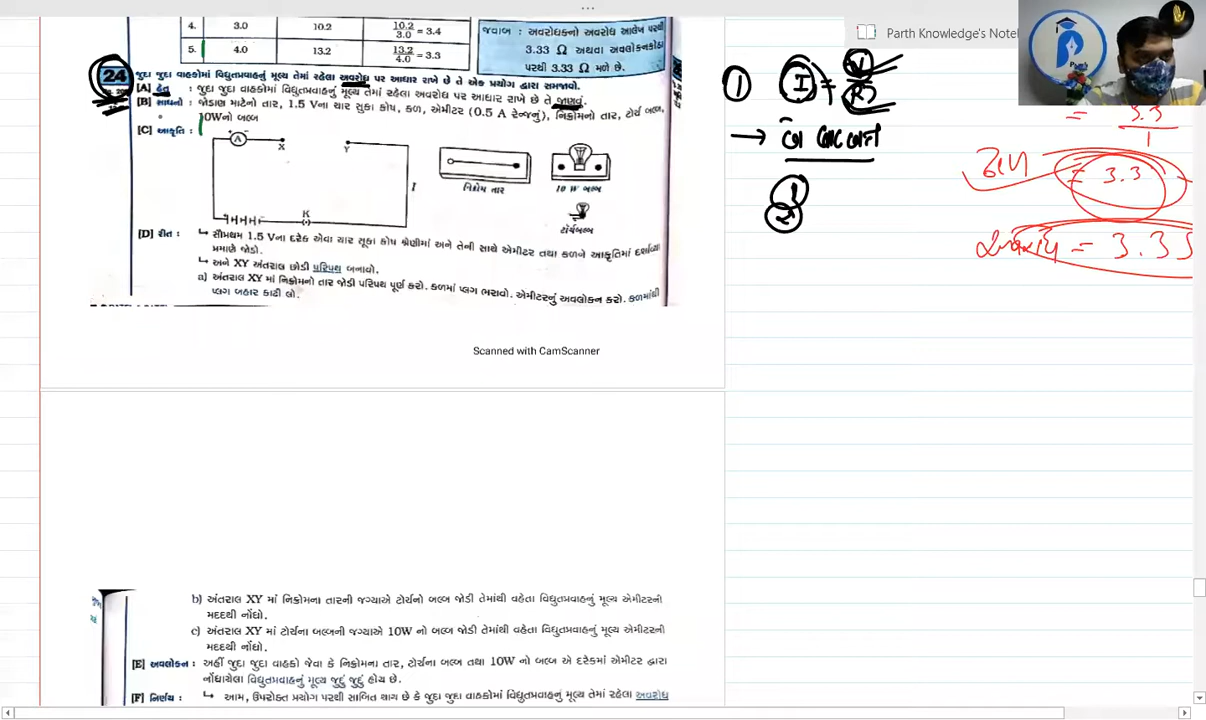 4. 3.0 10.2 10.2/3.0 = 3.4
5. 4.0 13.2 13.2/4.0 = 3.3
જવાબ : અવરોધકનો અવરોધ આલેખ પરથી
3.33 Ω અથવા અવલોકનકોઠા
પરથી 3.33 Ω મળે છે.
24 જુદા જુદા વાહકોમાં વિદ્યુતપ્રવાહનું મૂલ્ય તેમાં રહેલા અવરોધ પર આધાર રાખે છે તે એક પ્રયોગ દ્વારા સમજાવો.
[A] હેતુ : જુદા જુદા વાહકોમાં વિદ્યુતપ્રવાહનું મૂલ્ય તેમાં રહેલા અવરોધ પર આધાર રાખે છે તે જાણવું.
[B] સાધનો : જોડાણ માટેનો તાર, 1.5 Vના ચાર સુકા કોષ, કળ, એમીટર (0.5 A રેન્જનું), નિક્રોમનો તાર, ટોર્ચ બલ્બ,
10Wનો બલ્બ
[C] આકૃતિ :
+ A −
X
Y
I
K
નિક્રોમ તાર
10 W બલ્બ
ટોર્ચબલ્બ
[D] રીત : ↳ સૌપ્રથમ 1.5 Vના દરેક એવા ચાર સૂકા કોષ શ્રેણીમાં અને તેની સાથે એમીટર તથા કળને આકૃતિમાં દર્શાવ્યા
પ્રમાણે જોડો.
↳ અને XY અંતરાલ છોડી પરિપથ બનાવો.
a) અંતરાલ XY માં નિક્રોમનો તાર જોડી પરિપથ પૂર્ણ કરો. કળમાં પ્લગ ભરાવો. એમીટરનું અવલોકન કરો. કળમાંથી
પ્લગ બહાર કાઢી લો.
Scanned with CamScanner
b) અંતરાલ XY માં નિક્રોમના તારની જગ્યાએ ટોર્ચનો બલ્બ જોડી તેમાંથી વહેતા વિદ્યુતપ્રવાહનું મૂલ્ય એમીટરની
મદદથી નોંધો.
c) અંતરાલ XY માં ટોર્ચના બલ્બની જગ્યાએ 10W નો બલ્બ જોડી તેમાંથી વહેતા વિદ્યુતપ્રવાહનું મૂલ્ય એમીટરની
મદદથી નોંધો.
[E] અવલોકન : અહીં જુદા જુદા વાહકો જેવા કે નિક્રોમના તાર, ટોર્ચના બલ્બ તથા 10W નો બલ્બ એ દરેકમાં એમીટર દ્વારા
નોંધાયેલા વિદ્યુતપ્રવાહનું મૂલ્ય જુદું જુદું હોય છે.
[F] નિર્ણય : ↳ આમ, ઉપરોક્ત પ્રયોગ પરથી સાબિત થાય છે કે જુદા જુદા વાહકોમાં વિદ્યુતપ્રવાહનું મૂલ્ય તેમાં રહેલા અવરોધ
Parth Knowledge's Note
Parth
① I = V/R
→
1
2
= 3.3/1
= 3.3
= 3.33